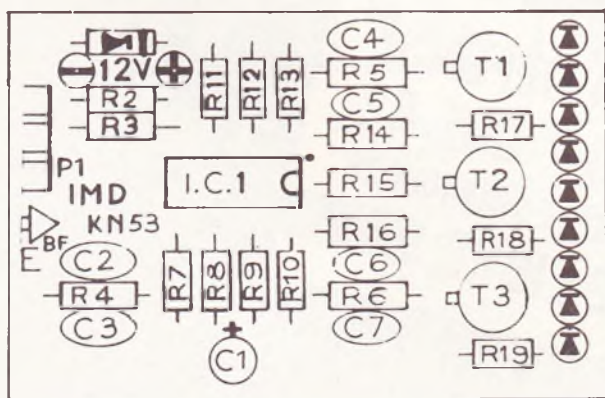 C4
12V
R11
R12
R13
R5
T1
R2
C5
R3
R14
R17
P1
I.C.1
R15
T2
IMD
KN53
R16
BF
E
C2
R7
R8
R9
R10
C6
R18
R4
R6
T3
C3
C1
C7
R19